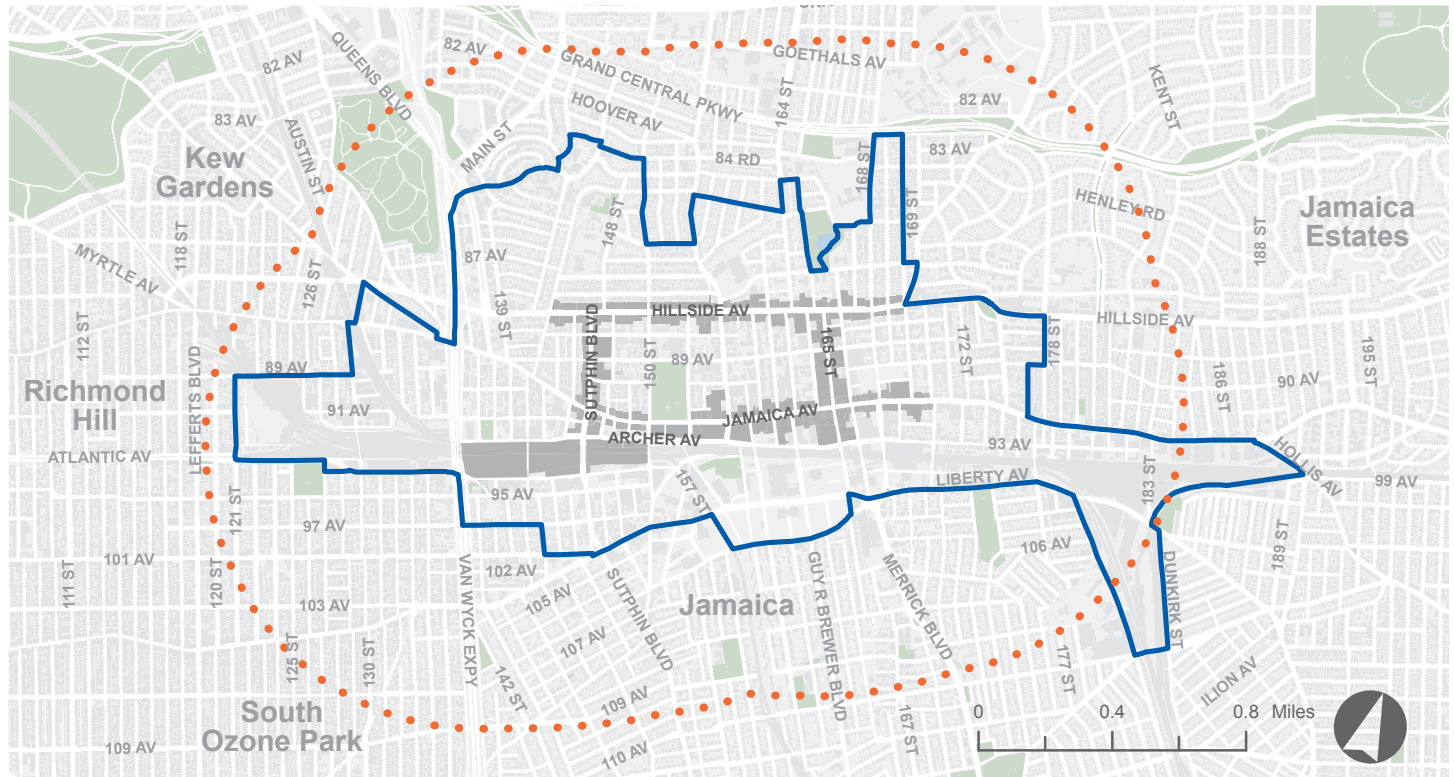 82 AV
QUEENS BLVD
82 AV
GRAND CENTRAL PKWY
GOETHALS AV
164 ST
KENT ST
82 AV
HOOVER AV
83 AV
AUSTIN ST
MAIN ST
Kew
Gardens
84 RD
168 ST
83 AV
169 ST
HENLEY RD
Jamaica
Estates
118 ST
148 ST
188 ST
MYRTLE AV
126 ST
87 AV
139 ST
HILLSIDE AV
HILLSIDE AV
112 ST
SUTPHIN BLVD
150 ST
89 AV
165 ST
172 ST
178 ST
186 ST
195 ST
89 AV
90 AV
Richmond
Hill
LEFFERTS BLVD
91 AV
JAMAICA AV
ARCHER AV
93 AV
HOLLIS AV
ATLANTIC AV
LIBERTY AV
99 AV
95 AV
157 ST
183 ST
121 ST
97 AV
106 AV
189 ST
101 AV
102 AV
111 ST
120 ST
VAN WYCK EXPY
105 AV
SUTPHIN BLVD
Jamaica
GUY R BREWER BLVD
MERRICK BLVD
DUNKIRK ST
103 AV
107 AV
125 ST
130 ST
142 ST
177 ST
ILION AV
109 AV
167 ST
South
Ozone Park
109 AV
110 AV
0 0.4 0.8 Miles